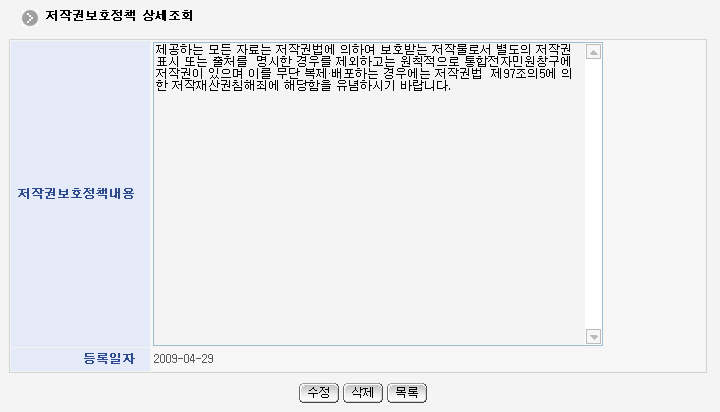 저작권보호정책 상세조회
제공하는 모든 자료는 저작권법에 의하여 보호받는 저작물로서 별도의 저작권
표시 또는 출처를 명시한 경우를 제외하고는 원칙적으로 통합전자민원창구에
저작권이 있으며 이를 무단 복제·배포하는 경우에는 저작권법 제97조의5에 의
한 저작재산권침해죄에 해당함을 유념하시기 바랍니다.
저작권보호정책내용
등록일자 2009-04-29
수정 삭제 목록